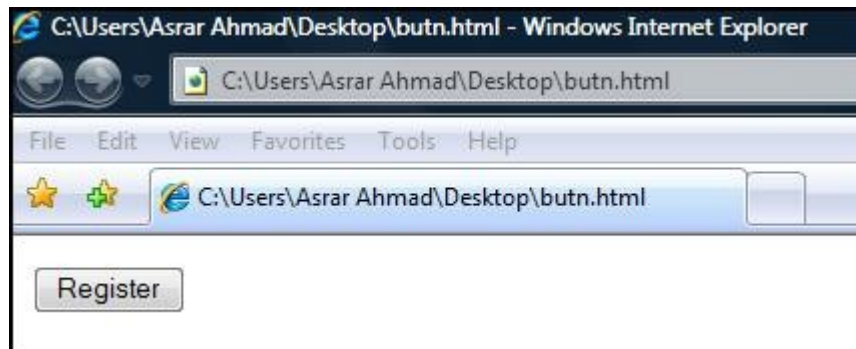 C:\Users\Asrar Ahmad\Desktop\butn.html - Windows Internet Explorer
C:\Users\Asrar Ahmad\Desktop\butn.html
File Edit View Favorites Tools Help
C:\Users\Asrar Ahmad\Desktop\butn.html
Register